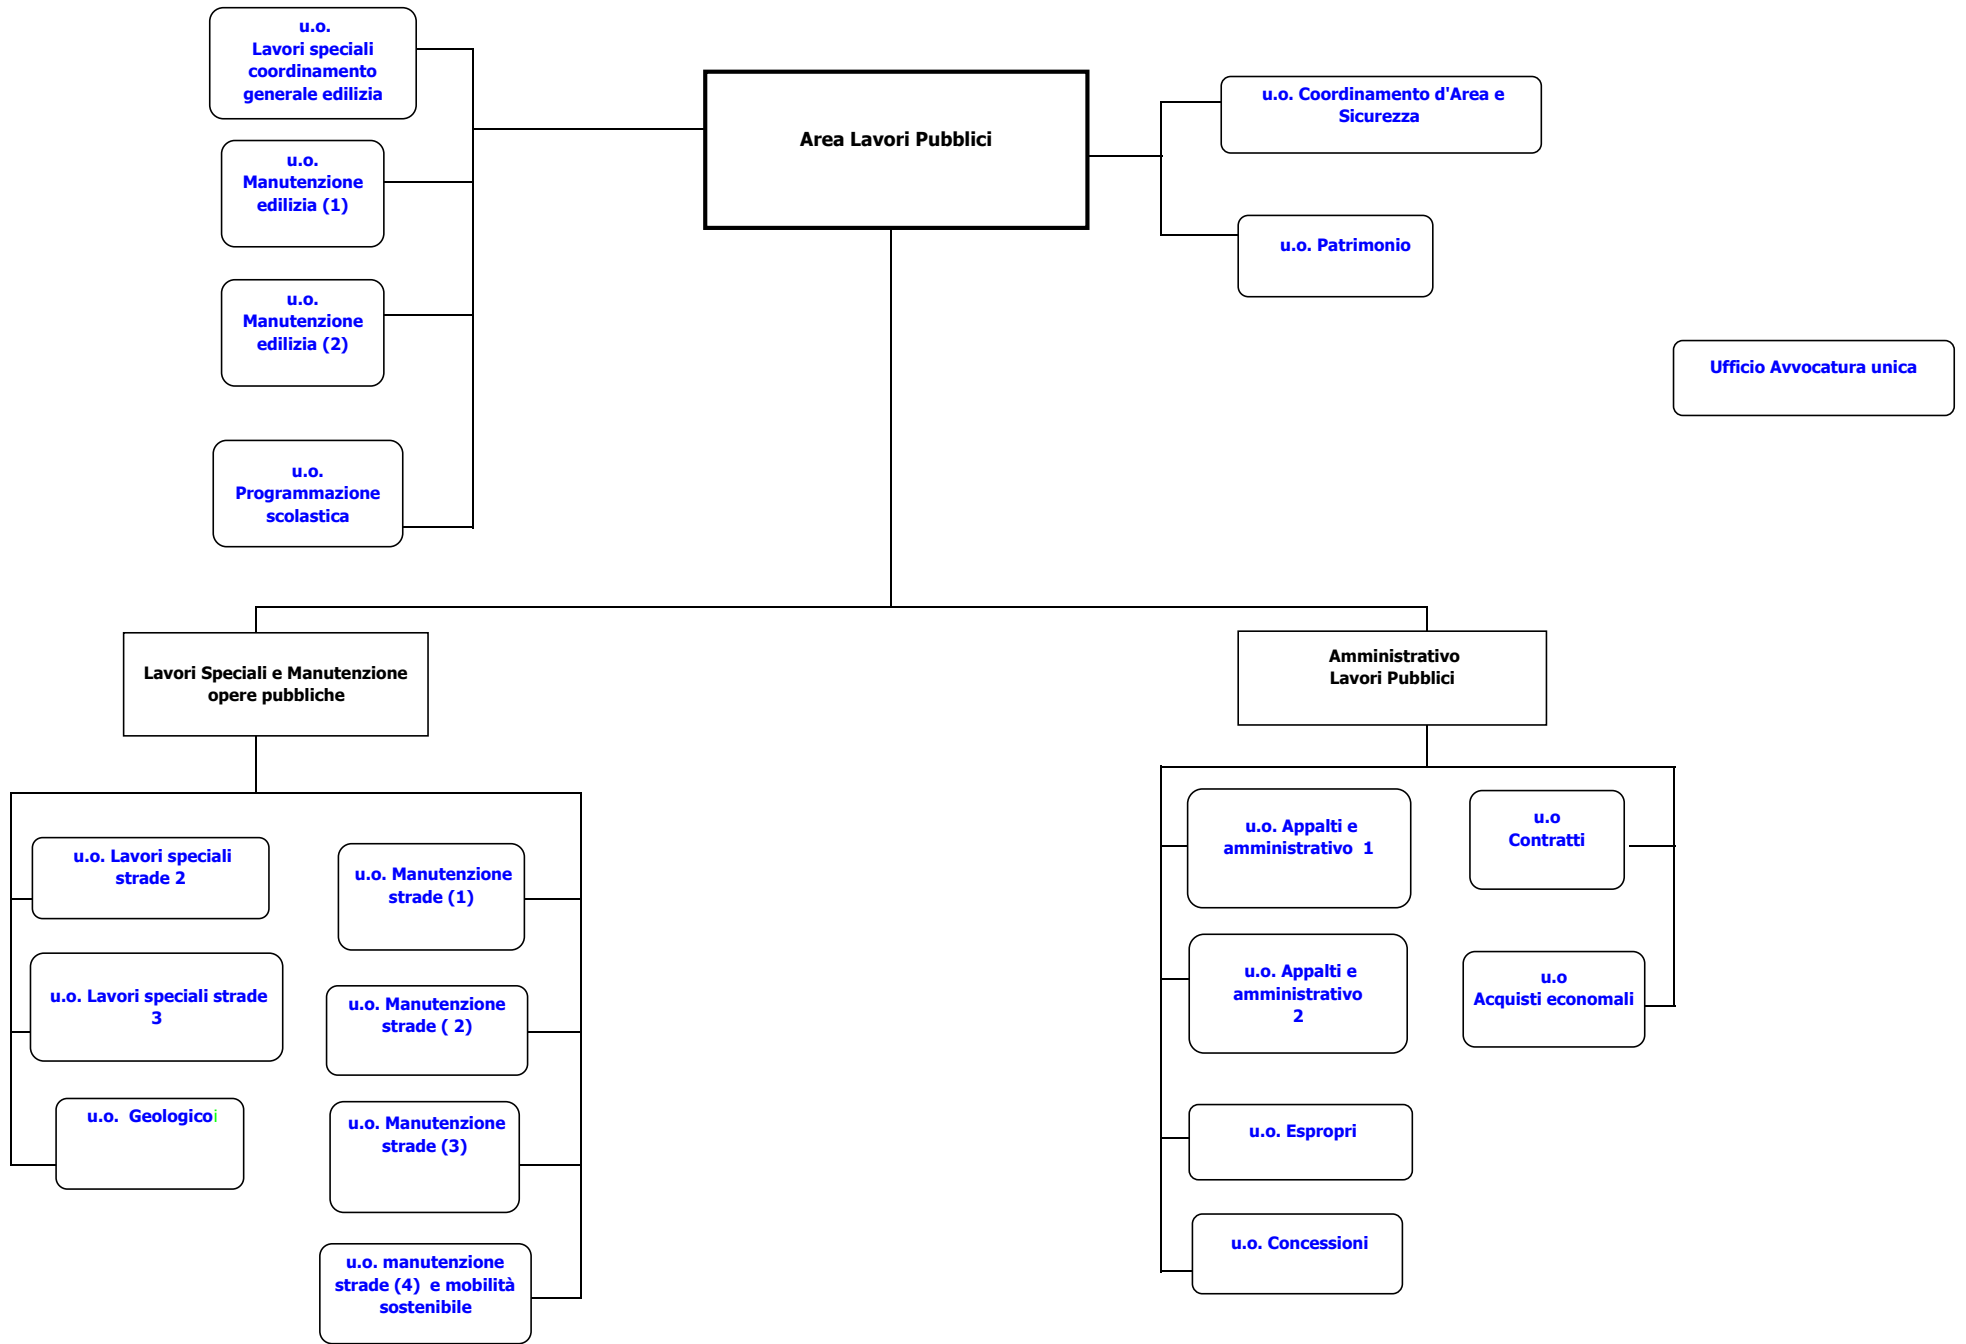 u.o.
Lavori speciali
coordinamento
generale edilizia
u.o.
Manutenzione
edilizia (1)
u.o.
Manutenzione
edilizia (2)
u.o.
Programmazione
scolastica
Area Lavori Pubblici
u.o. Coordinamento d'Area e
Sicurezza
u.o. Patrimonio
Ufficio Avvocatura unica
Lavori Speciali e Manutenzione
opere pubbliche
u.o. Lavori speciali
strade 2
u.o. Lavori speciali strade
3
u.o. Geologicoi
u.o. Manutenzione
strade (1)
u.o. Manutenzione
strade ( 2)
u.o. Manutenzione
strade (3)
u.o. manutenzione
strade (4) e mobilità
sostenibile
Amministrativo
Lavori Pubblici
u.o. Appalti e
amministrativo 1
u.o. Appalti e
amministrativo
2
u.o. Espropri
u.o. Concessioni
u.o
Contratti
u.o
Acquisti economali